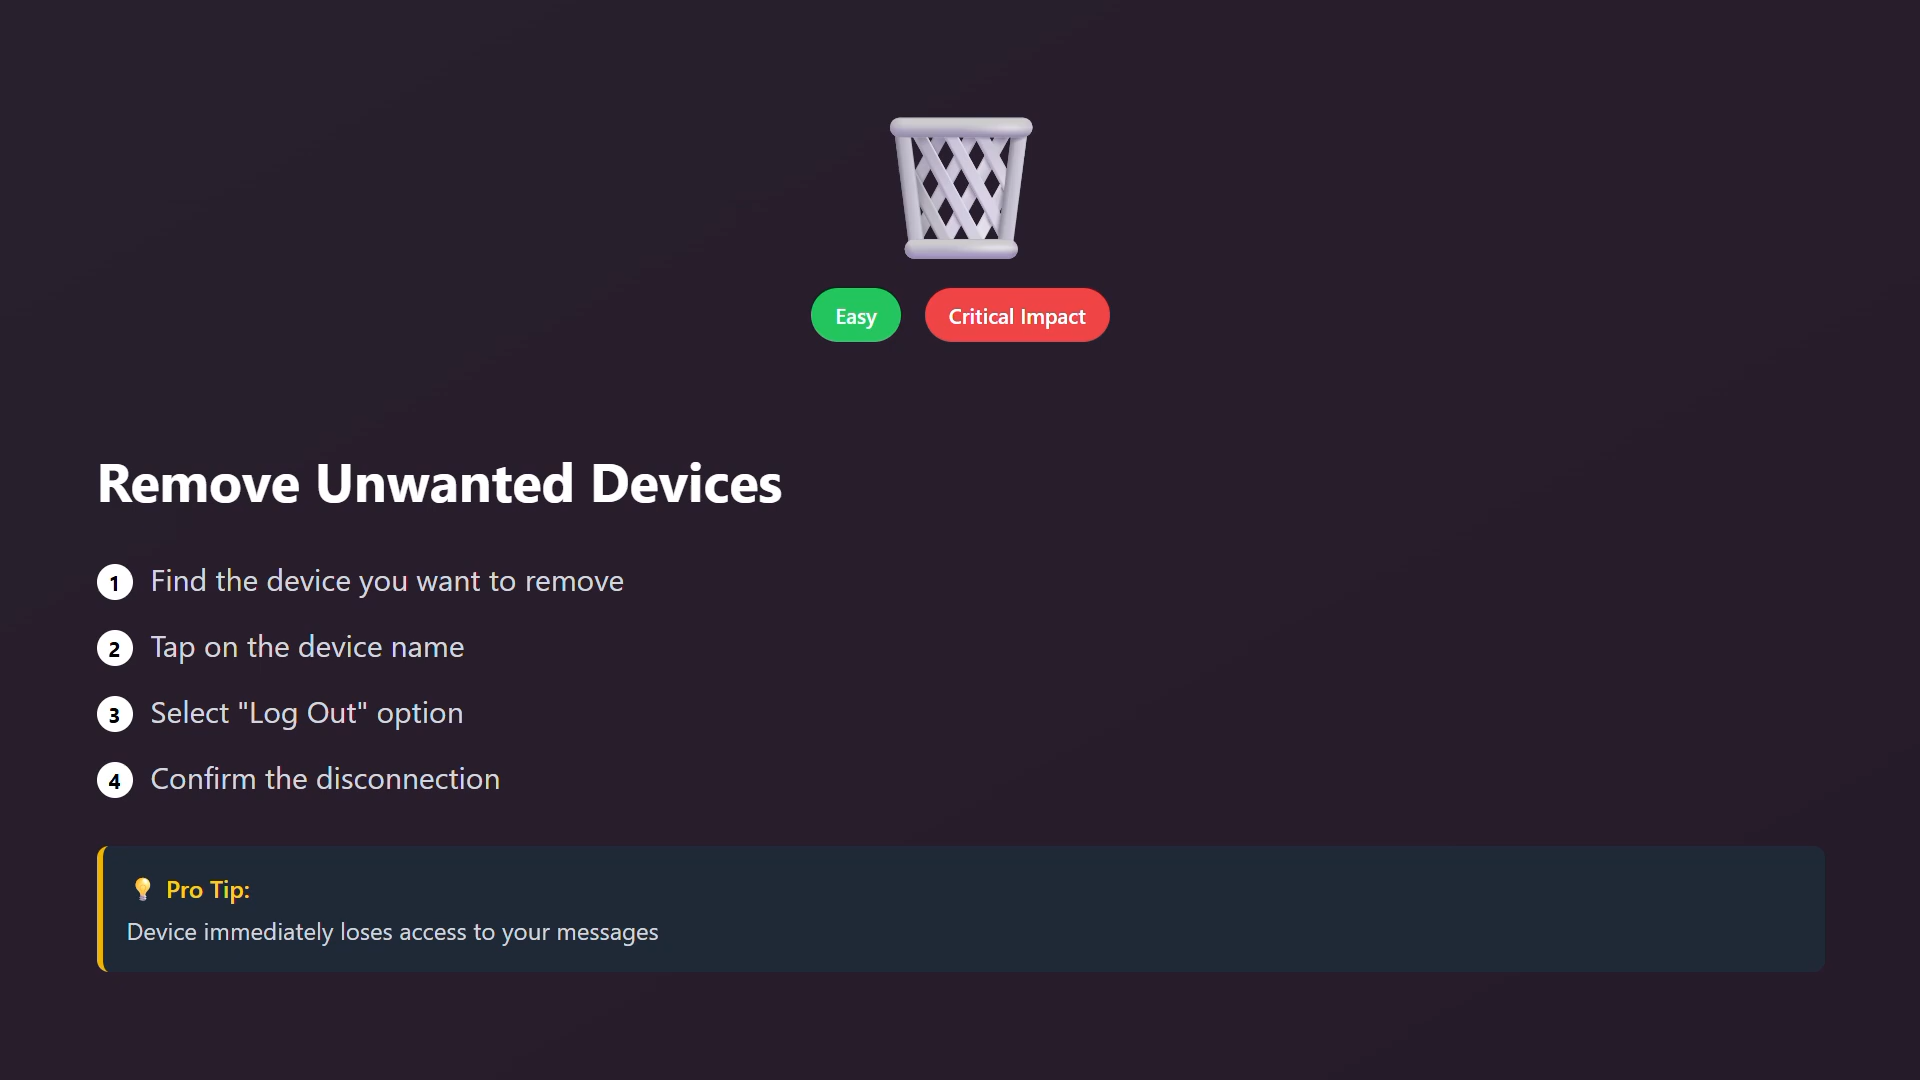 Easy
Critical Impact
Remove Unwanted Devices
1 Find the device you want to remove
2 Tap on the device name
3 Select "Log Out" option
4 Confirm the disconnection
Pro Tip:
Device immediately loses access to your messages